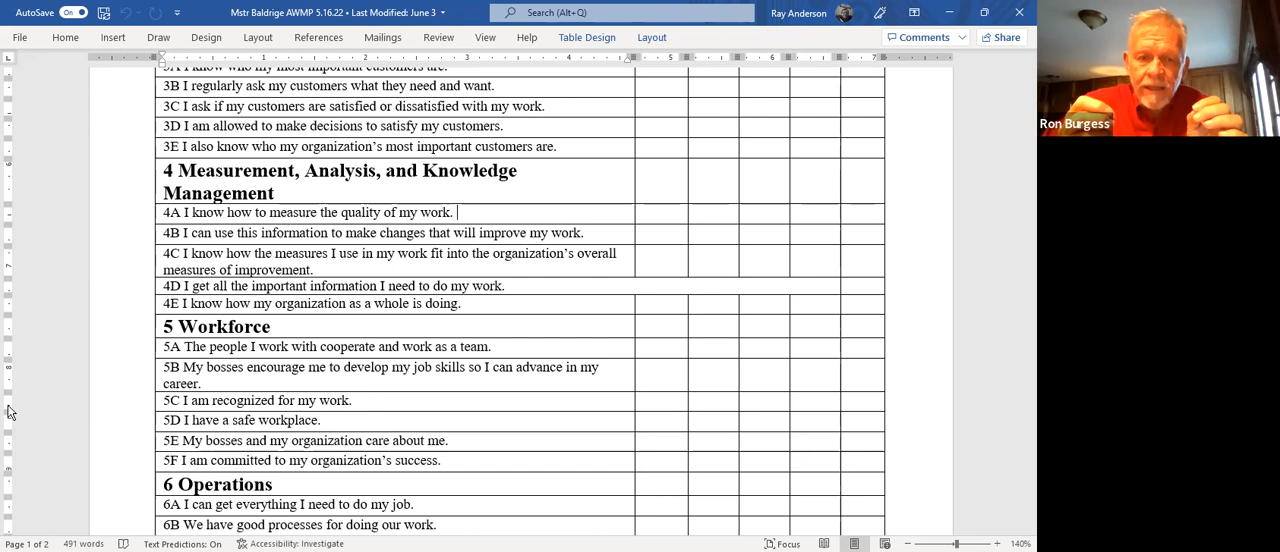 AutoSave On Mstr Baldrige AWMP 5.16.22 • Last Modified: June 3 Search (Alt+Q) Ray Anderson
File Home Insert Draw Design Layout References Mailings Review View Help Table Design Layout Comments Share
3B I regularly ask my customers what they need and want.
3C I ask if my customers are satisfied or dissatisfied with my work.
3D I am allowed to make decisions to satisfy my customers.
Ron Burgess
3E I also know who my organization's most important customers are.
4 Measurement, Analysis, and Knowledge
Management
4A I know how to measure the quality of my work.
4B I can use this information to make changes that will improve my work.
4C I know how the measures I use in my work fit into the organization's overall
measures of improvement.
4D I get all the important information I need to do my work.
4E I know how my organization as a whole is doing.
5 Workforce
5A The people I work with cooperate and work as a team.
5B My bosses encourage me to develop my job skills so I can advance in my
career.
5C I am recognized for my work.
5D I have a safe workplace.
5E My bosses and my organization care about me.
5F I am committed to my organization's success.
6 Operations
6A I can get everything I need to do my job.
6B We have good processes for doing our work.
Page 1 of 2 491 words Text Predictions: On Accessibility: Investigate Focus 140%